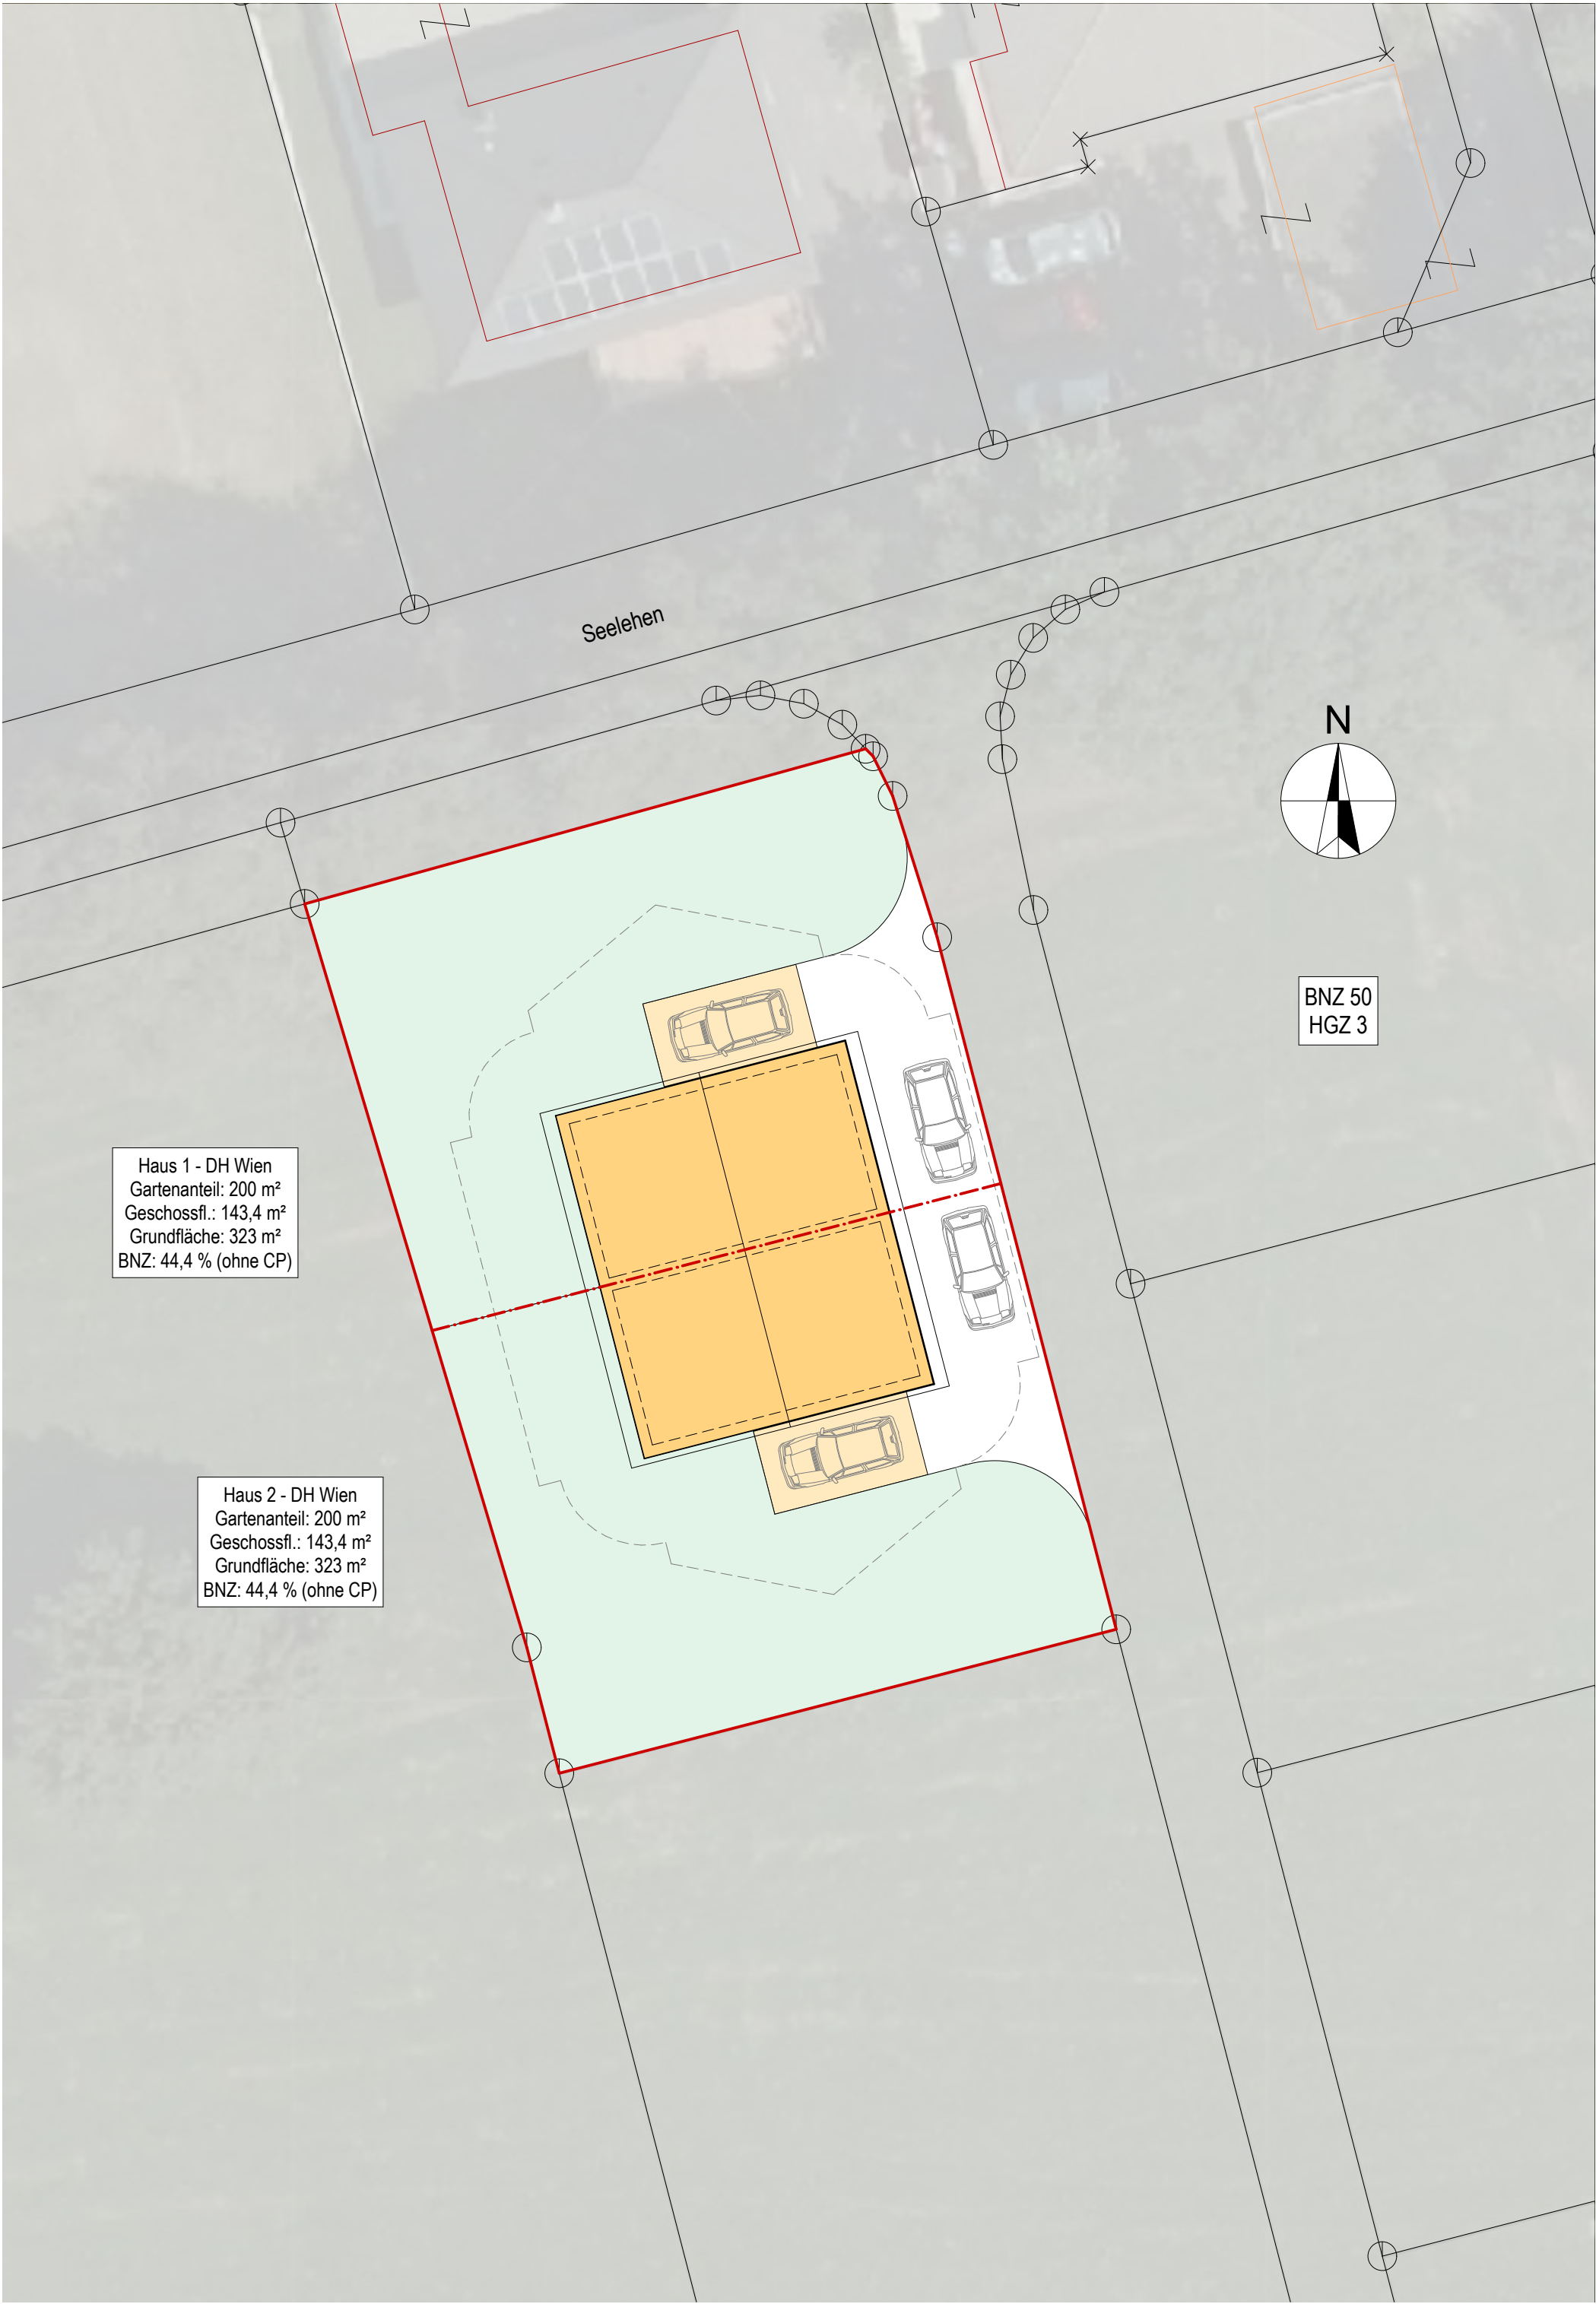 Seelehen
N
BNZ 50
HGZ 3
Haus 1 - DH Wien
Gartenanteil: 200 m²
Geschossfl.: 143,4 m²
Grundfläche: 323 m²
BNZ: 44,4 % (ohne CP)
Haus 2 - DH Wien
Gartenanteil: 200 m²
Geschossfl.: 143,4 m²
Grundfläche: 323 m²
BNZ: 44,4 % (ohne CP)